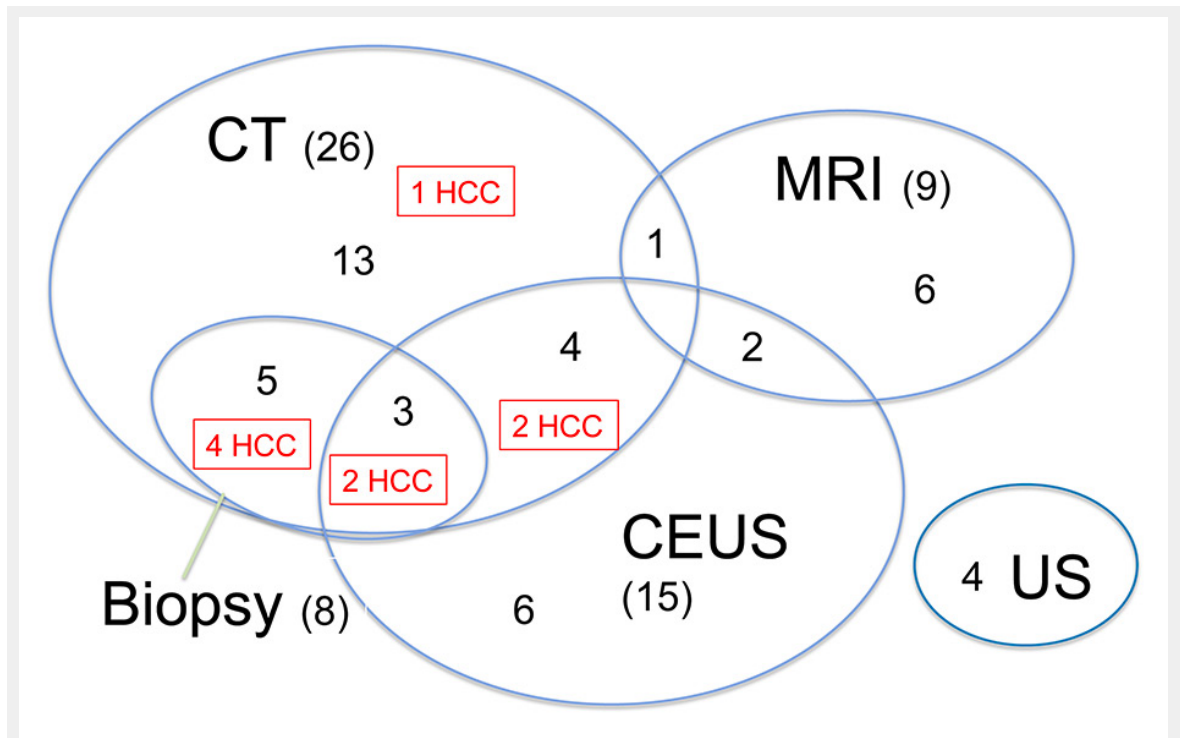 CT (26)
1 HCC
MRI (9)
13
1
6
4
2
5
3
4 HCC
2 HCC
2 HCC
CEUS
(15)
Biopsy (8)
6
4 US